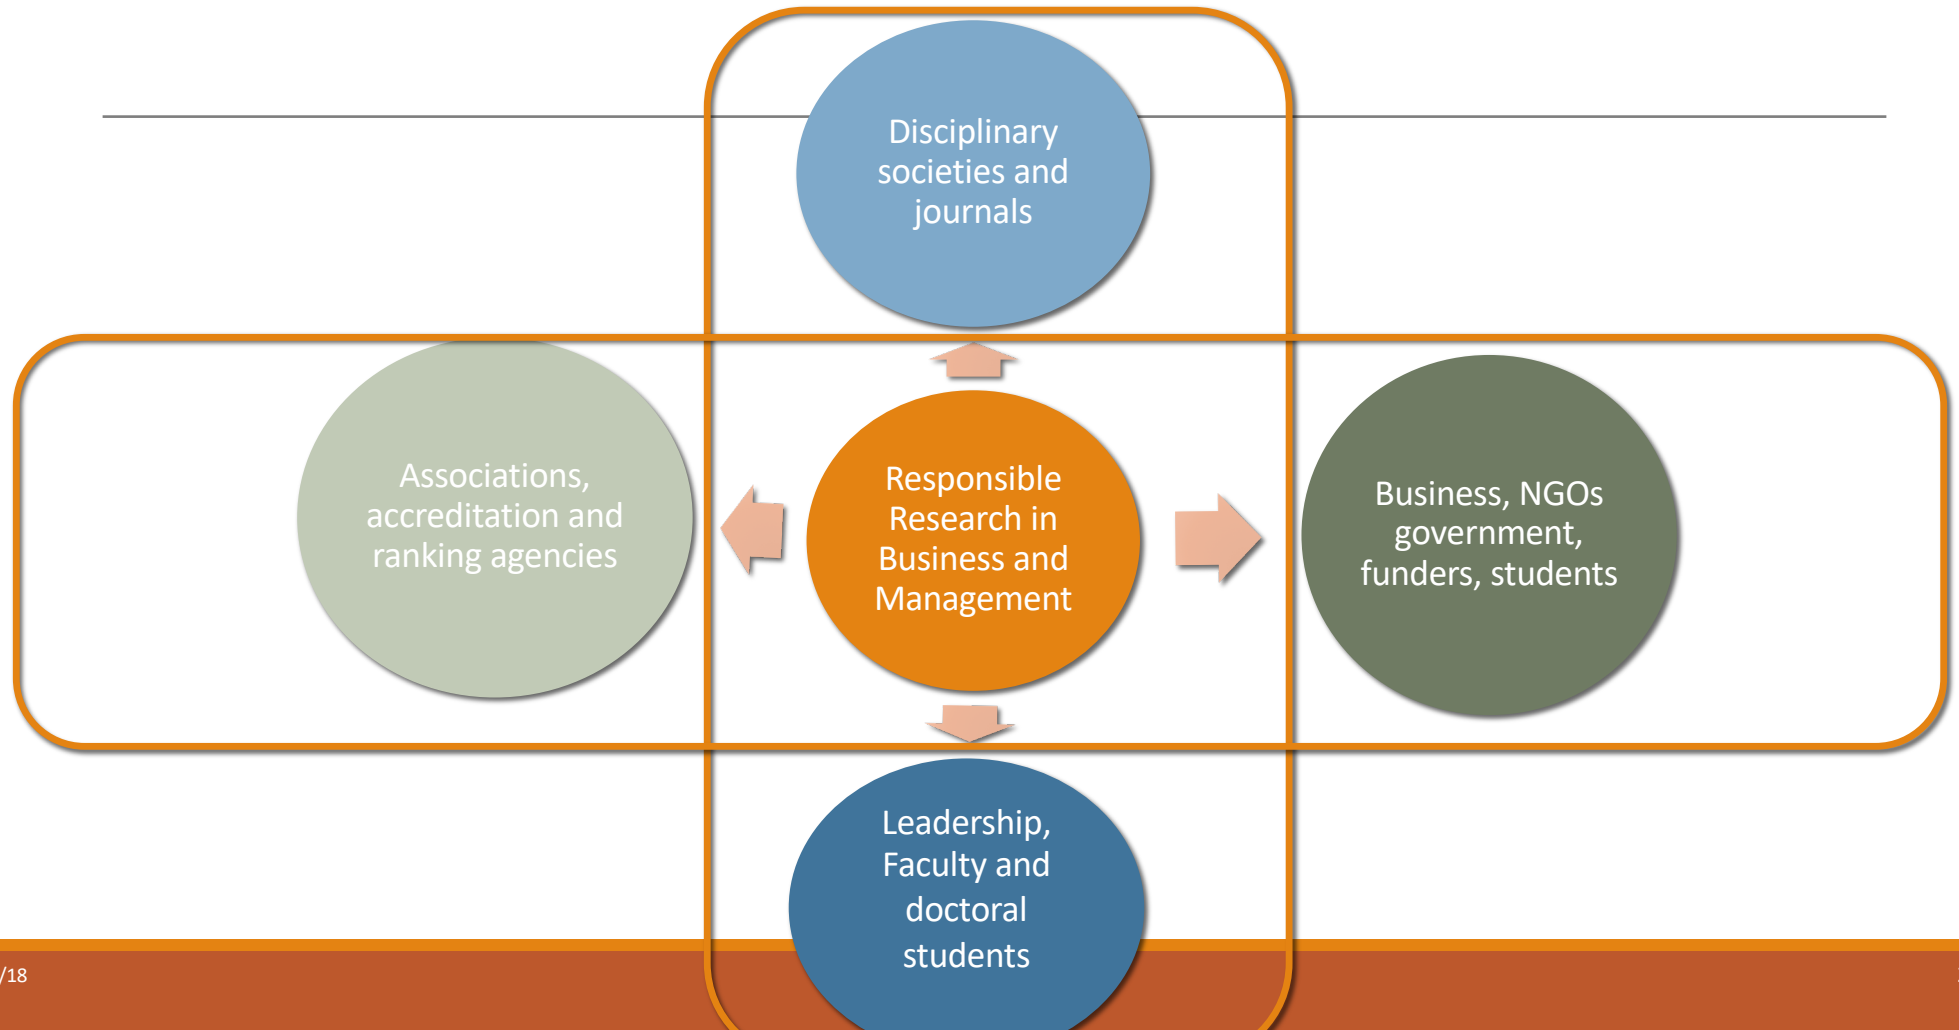 Disciplinary
societies and
journals
Associations,
accreditation and
ranking agencies
Responsible
Research in
Business and
Management
Business, NGOs
government,
funders, students
Leadership,
Faculty and
doctoral
students
/18